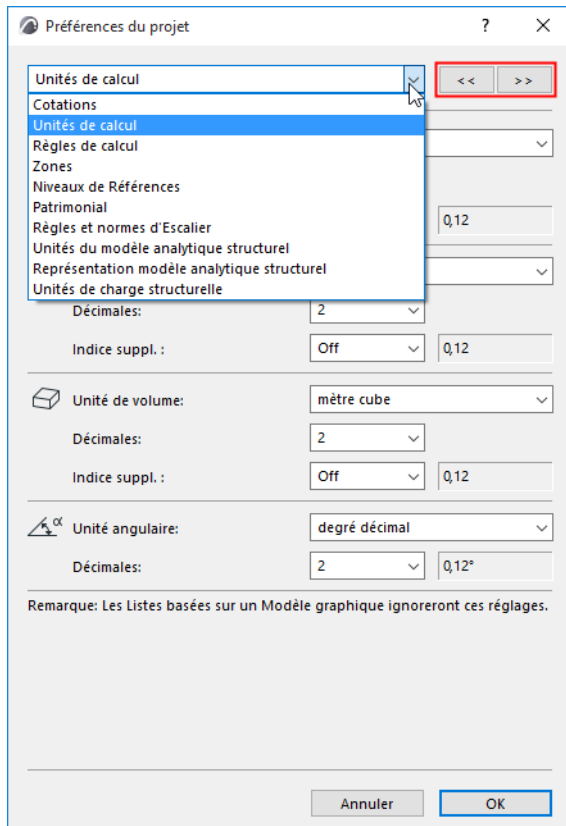 Préférences du projet ?
Unités de calcul << >>
Cotations
Unités de calcul
Règles de calcul
Zones
Niveaux de Références
Patrimonial
Règles et normes d'Escalier 0,12
Unités du modèle analytique structurel
Représentation modèle analytique structurel
Unités de charge structurelle
Décimales: 2
Indice suppl. : Off 0,12
Unité de volume: mètre cube
Décimales: 2
Indice suppl. : Off 0,12
α Unité angulaire: degré décimal
Décimales: 2 0,12°
Remarque: Les Listes basées sur un Modèle graphique ignoreront ces réglages.
Annuler OK